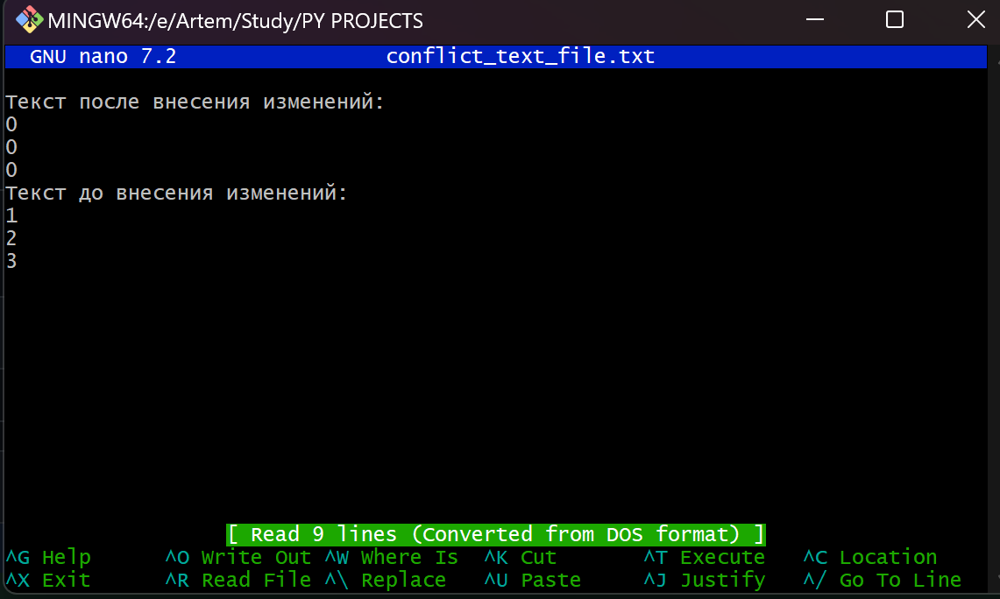 MINGW64:/e/Artem/Study/PY PROJECTS
GNU nano 7.2 conflict_text_file.txt
Текст после внесения изменений:
0
0
0
Текст до внесения изменений:
1
2
3
[ Read 9 lines (Converted from DOS format) ]
^G Help ^O Write Out ^W Where Is ^K Cut ^T Execute ^C Location
^X Exit ^R Read File ^\ Replace ^U Paste ^J Justify ^/ Go To Line